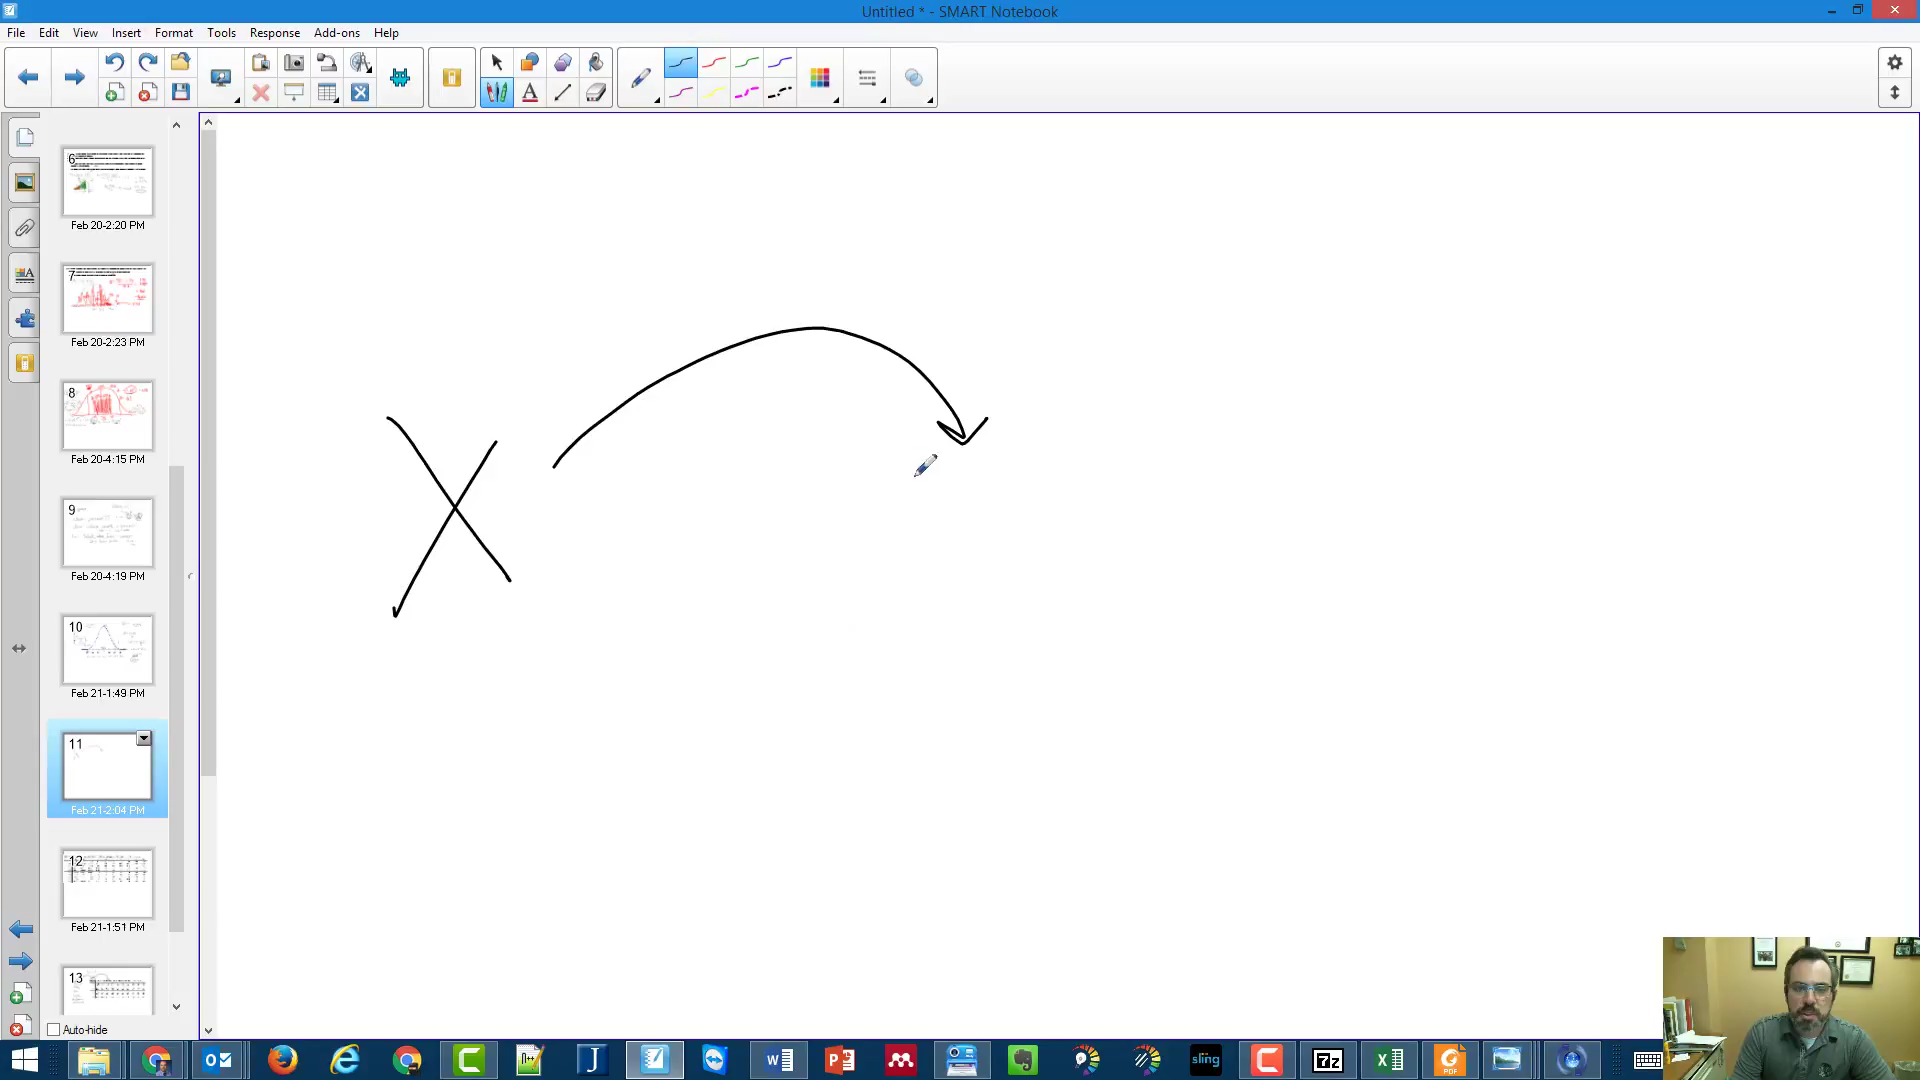 Untitled * - SMART Notebook
File Edit View Insert Format Tools Response Add-ons Help
6
Feb 20-2:20 PM
7
Feb 20-2:23 PM
8
Feb 20-4:15 PM
9
Feb 20-4:19 PM
10
Feb 21-1:49 PM
11
Feb 21-2:04 PM
12
Feb 21-1:51 PM
13
Auto-hide
X
sling
7z
PDF